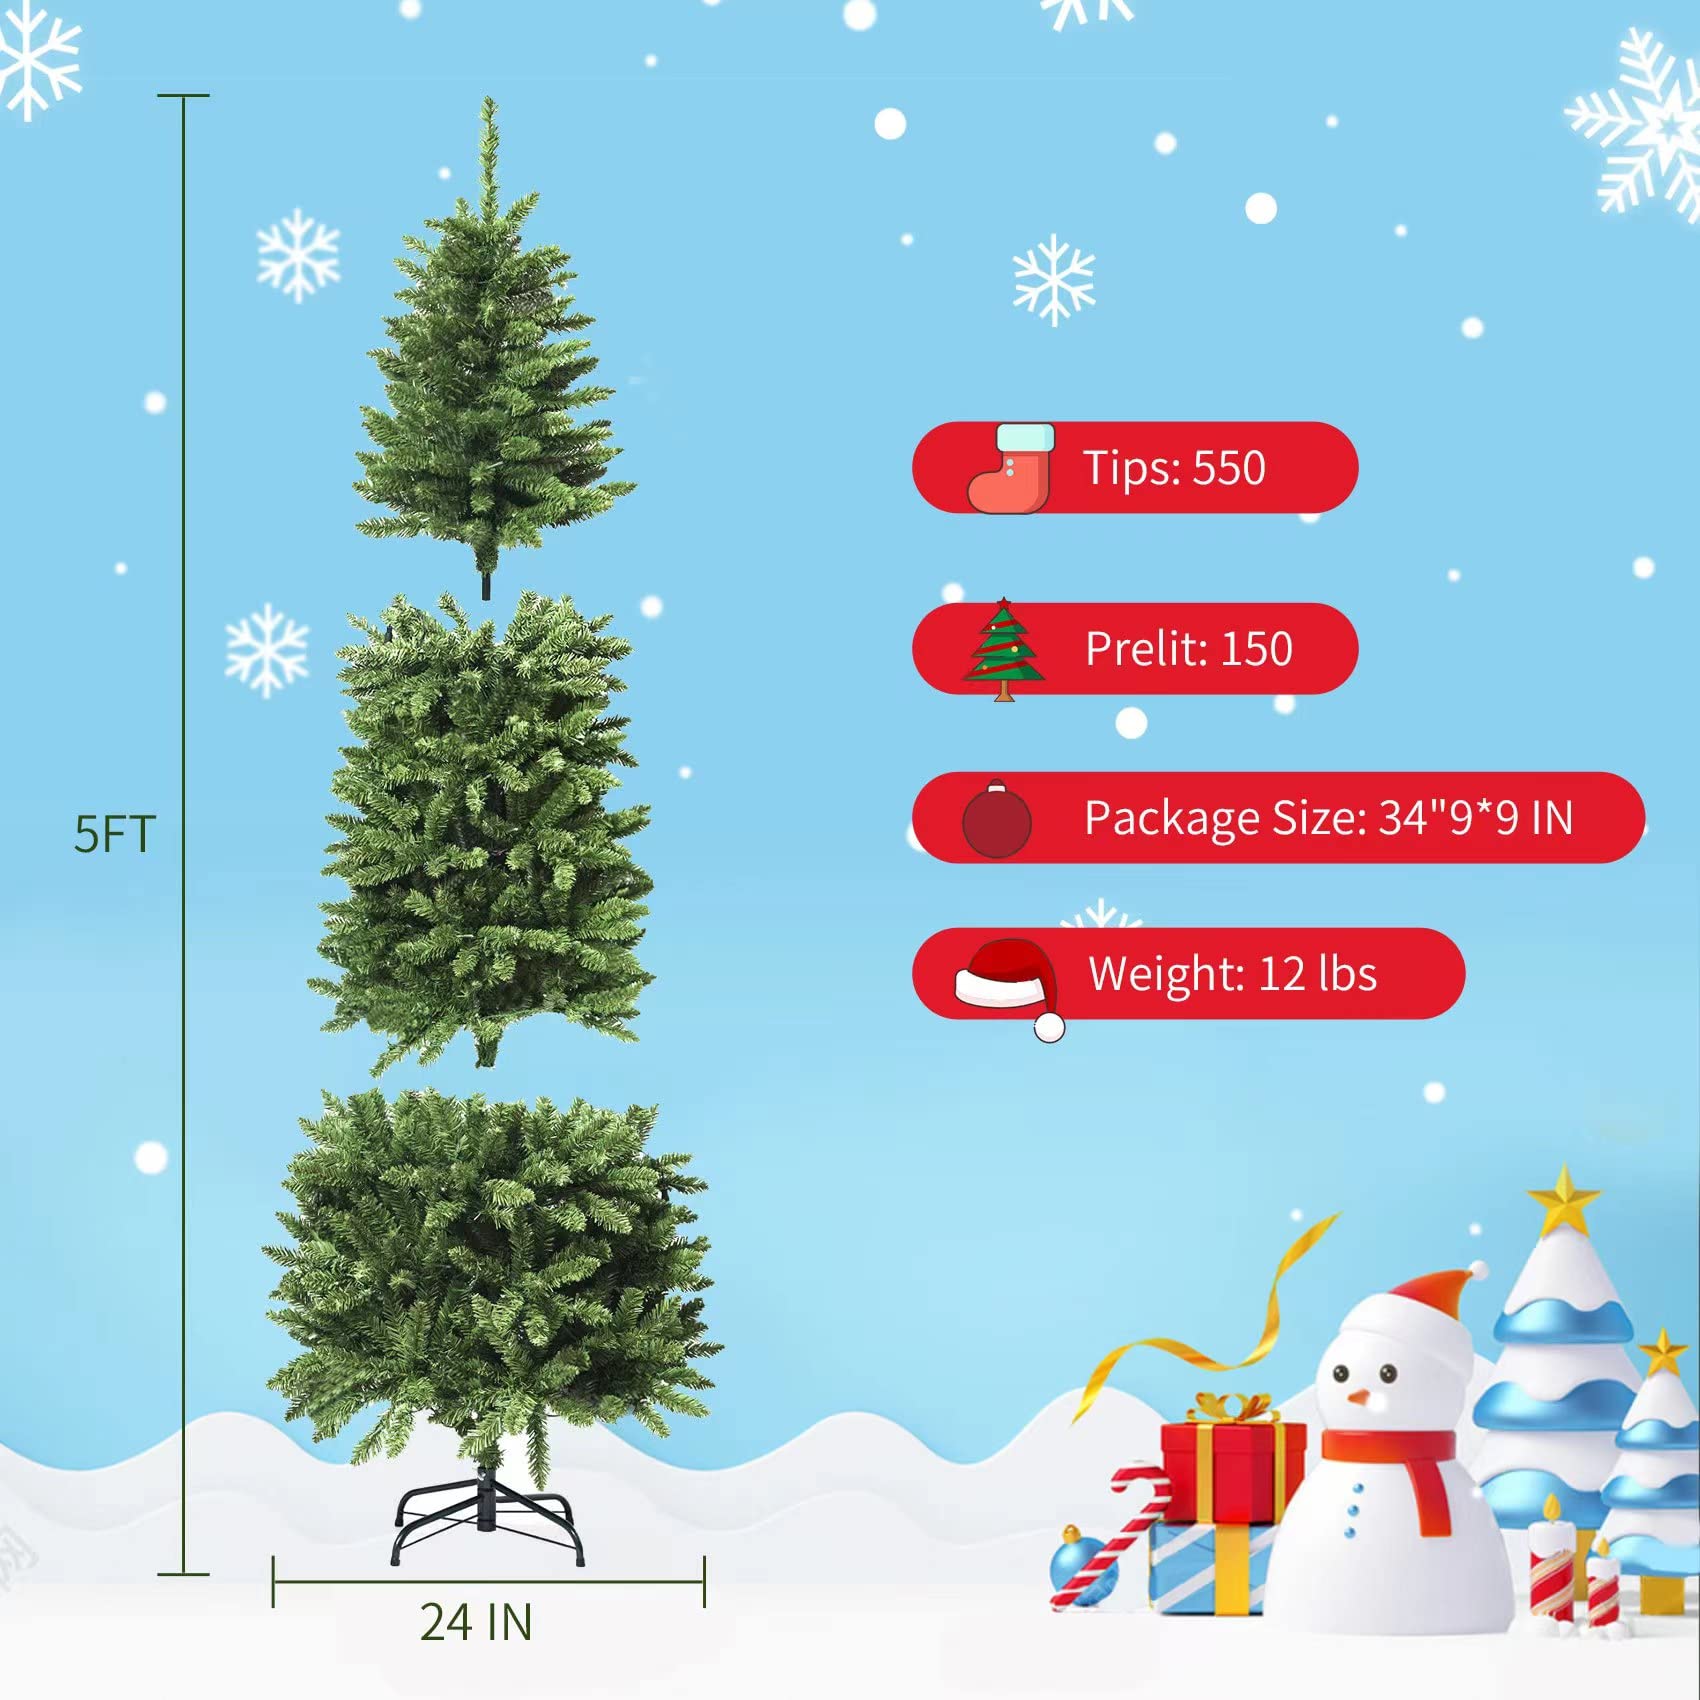 Tips: 550
Prelit: 150
5FT
Package Size: 34"9*9 IN
Weight: 12 lbs
24 IN